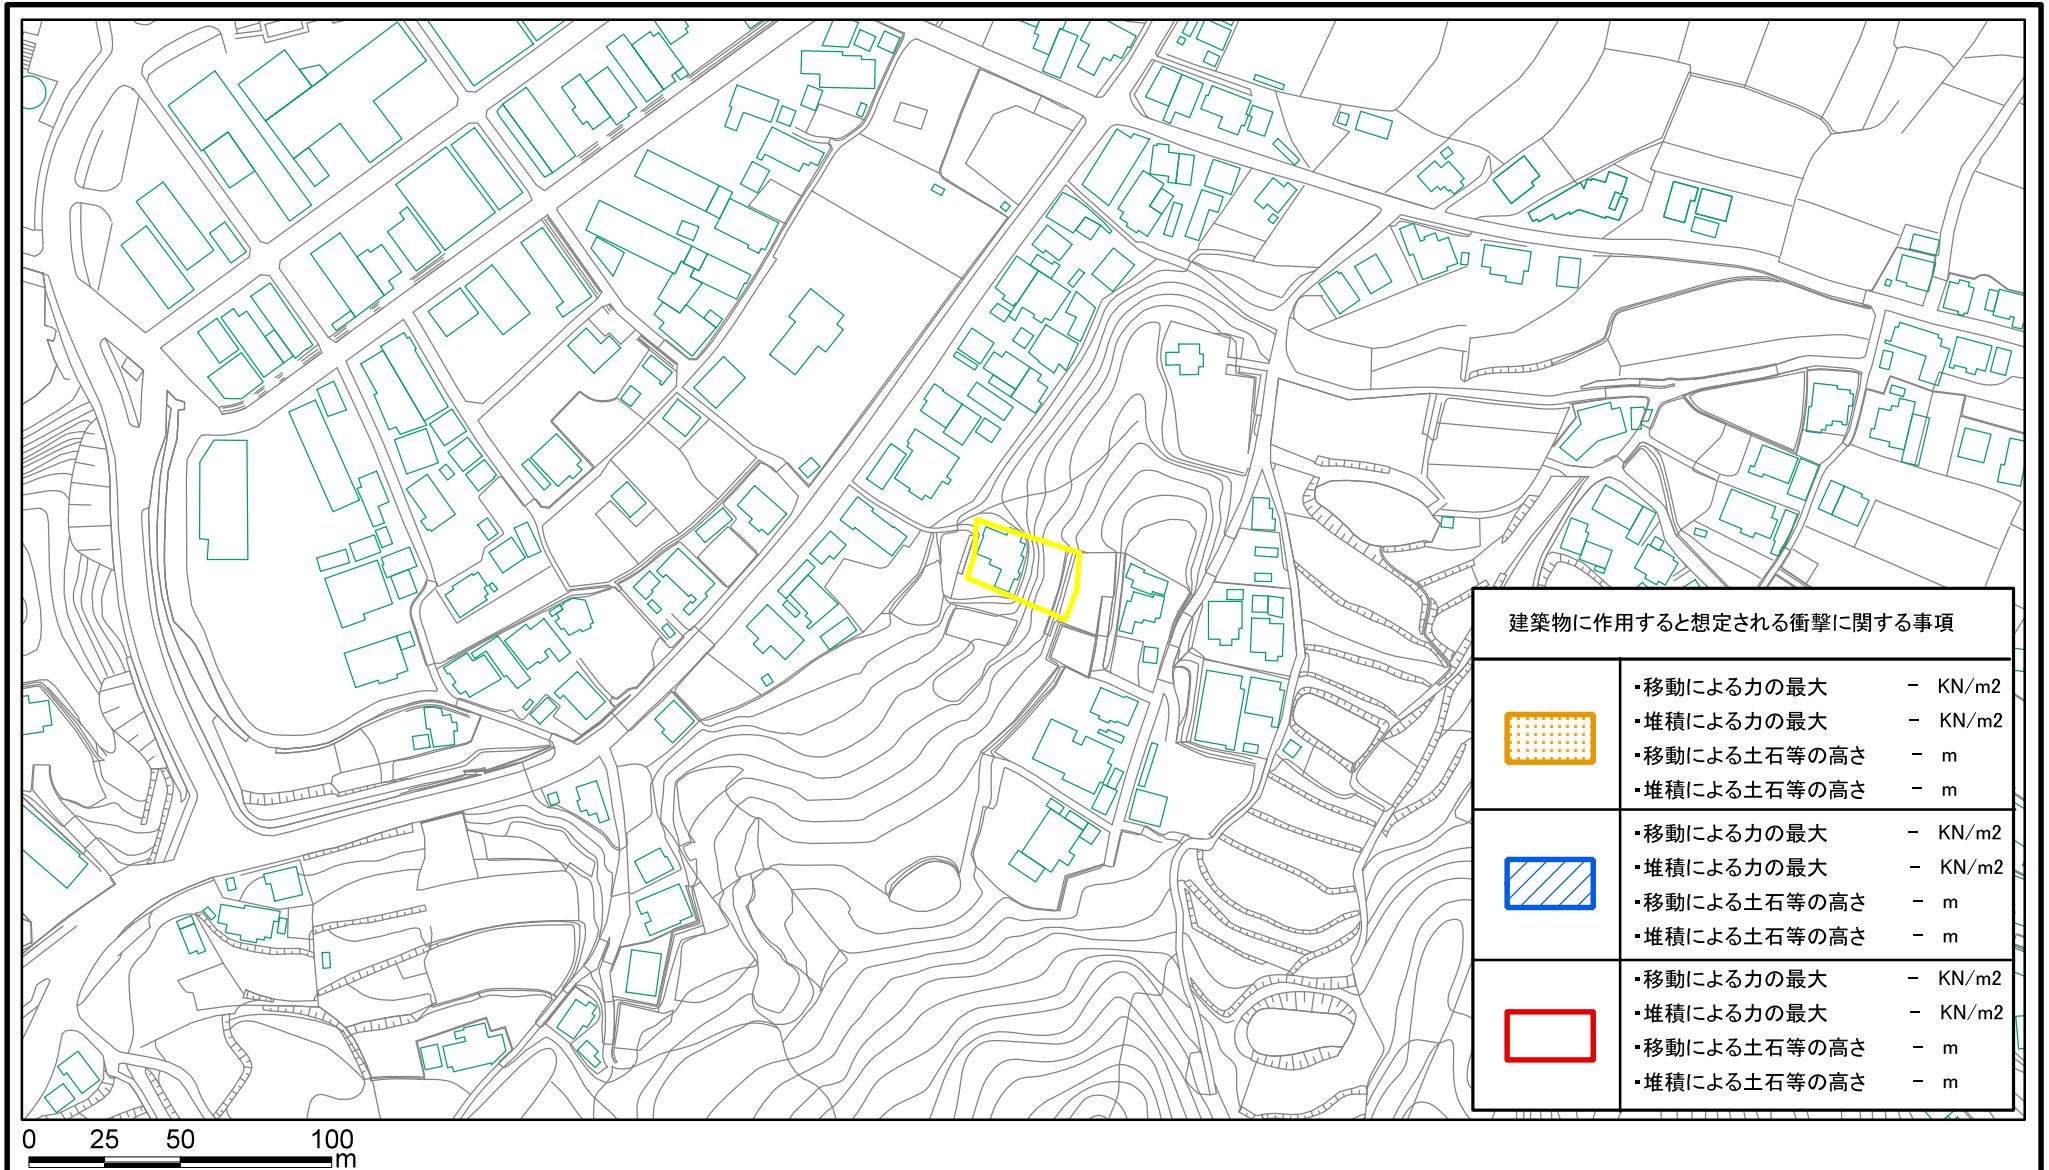 建築物に作用すると想定される衝撃に関する事項
・移動による力の最大 － KN/m2
・堆積による力の最大 － KN/m2
・移動による土石等の高さ － m
・堆積による土石等の高さ － m
・移動による力の最大 － KN/m2
・堆積による力の最大 － KN/m2
・移動による土石等の高さ － m
・堆積による土石等の高さ － m
・移動による力の最大 － KN/m2
・堆積による力の最大 － KN/m2
・移動による土石等の高さ － m
・堆積による土石等の高さ － m
0 25 50 100
m